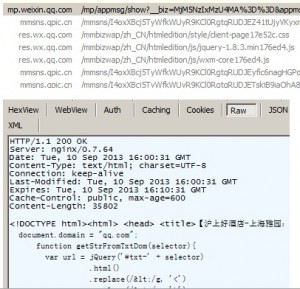 mp.weixin.qq.com /mp/appmsg/show?__biz=MjM5NzIxMzU4MA%3D%3D&appms
mmsns.qpic.cn
res.wx.qq.com /mmbizwap/zh_CN/htmledition/style/client-page17e52c.css
mmsns.qpic.cn
res.wx.qq.com /mmbizwap/zh_CN/htmledition/js/jquery-1.8.3.min176ed4.js
res.wx.qq.com /mmbizwap/zh_CN/htmledition/js/wxm-core176ed4.js
mmsns.qpic.cn
mmsns.qpic.cn
HexView WebView Auth Caching Cookies Raw JSON
XML
HTTP/1.1 200 OK
Server: nginx/0.7.64
Date: Tue, 10 Sep 2013 16:00:31 GMT
Content-Type: text/html; charset=UTF-8
Connection: keep-alive
Last-Modified: Tue, 10 Sep 2013 16:00:31 GMT
Expires: Tue, 10 Sep 2013 16:10:31 GMT
Cache-Control: public, max-age=600
Content-Length: 35802
<!DOCTYPE html><html> <head> <title>【沪上好酒店-上海雅园:
document.domain = "qq.com";
function getStrFromTxtDom(selector){
var url = jQuery('#txt-' + selector)
.html()
.replace(/&lt;/g, '<')